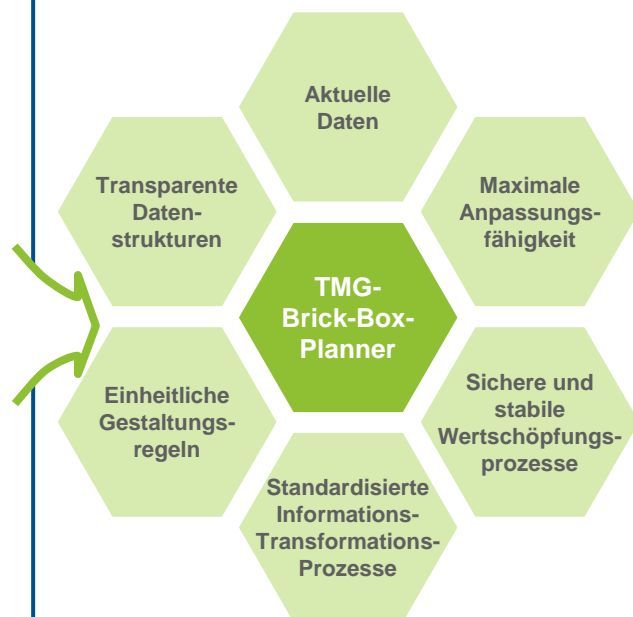 Aktuelle
Daten
Transparente
Daten-
strukturen
Maximale
Anpassungs-
fähigkeit
TMG-
Brick-Box-
Planner
Einheitliche
Gestaltungs-
regeln
Sichere und
stabile
Wertschöpfungs-
prozesse
Standardisierte
Informations-
Transformations-
Prozesse